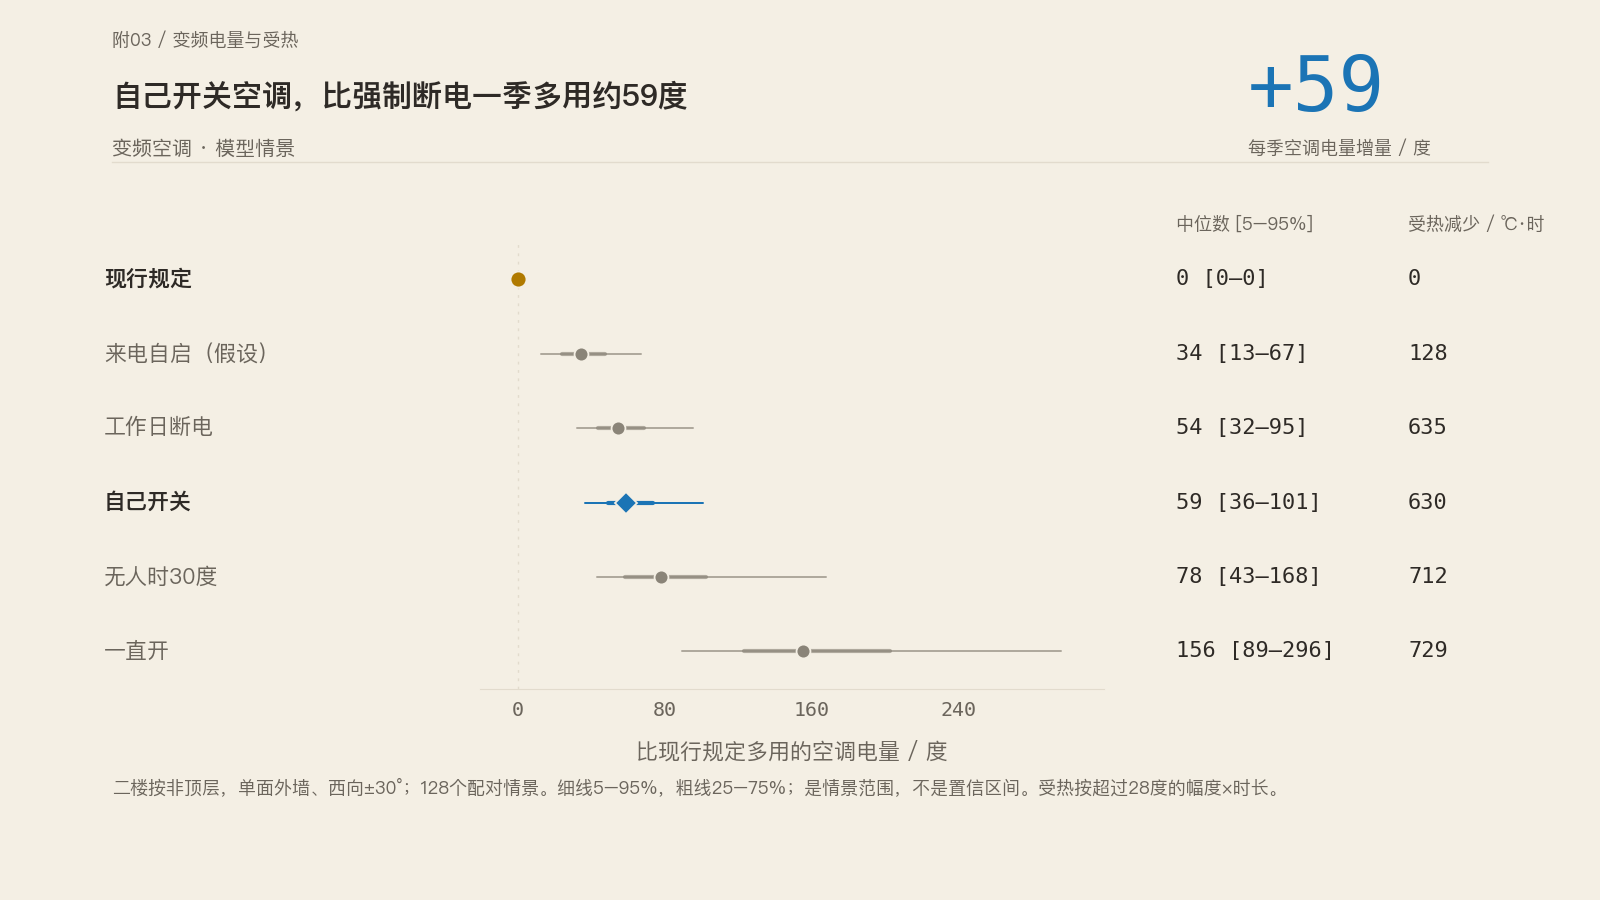 附03 / 变频电量与受热
自己开关空调，比强制断电一季多用约59度
变频空调 · 模型情景
+59
每季空调电量增量 / 度
中位数 [5—95%] 受热减少 / ℃·时
现行规定 0 [0—0] 0
来电自启（假设） 34 [13—67] 128
工作日断电 54 [32—95] 635
自己开关 59 [36—101] 630
无人时30度 78 [43—168] 712
一直开 156 [89—296] 729
0 80 160 240
比现行规定多用的空调电量 / 度
二楼按非顶层，单面外墙、西向±30°；128个配对情景。细线5—95%，粗线25—75%；是情景范围，不是置信区间。受热按超过28度的幅度×时长。